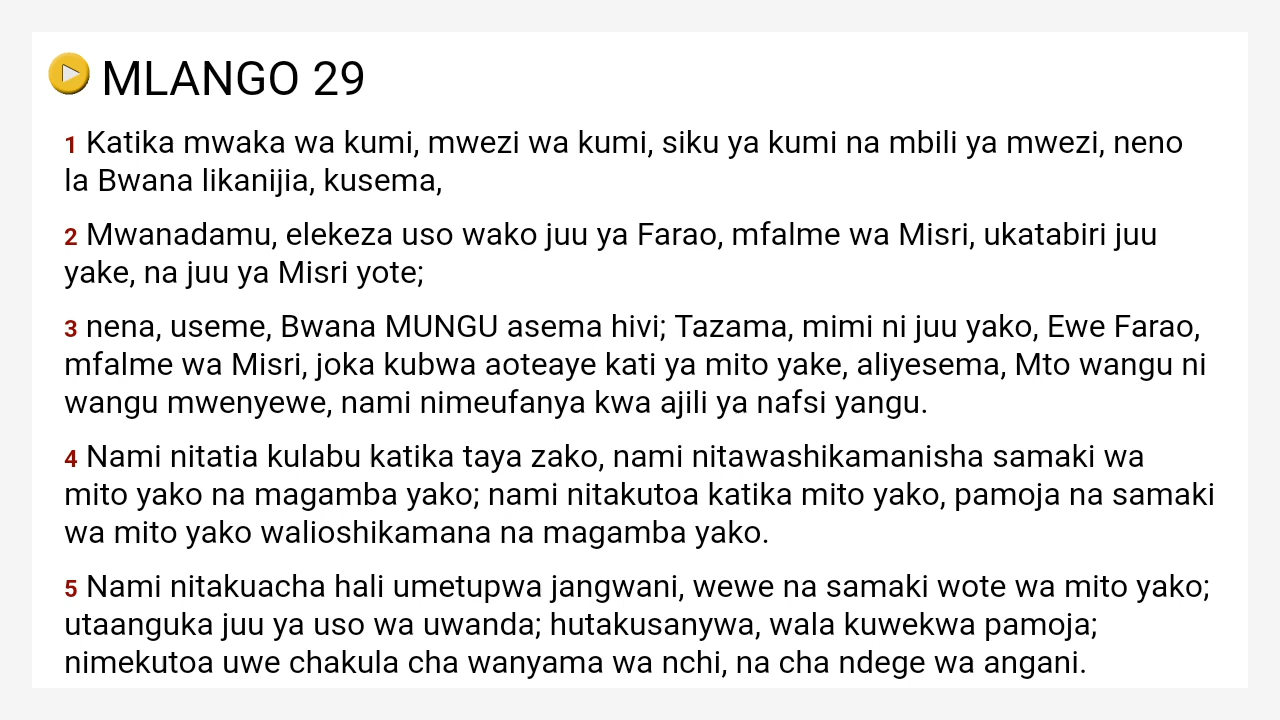 MLANGO 29
1 Katika mwaka wa kumi, mwezi wa kumi, siku ya kumi na mbili ya mwezi, neno
la Bwana likanijia, kusema,
2 Mwanadamu, elekeza uso wako juu ya Farao, mfalme wa Misri, ukatabiri juu
yake, na juu ya Misri yote;
3 nena, useme, Bwana MUNGU asema hivi; Tazama, mimi ni juu yako, Ewe Farao,
mfalme wa Misri, joka kubwa aoteaye kati ya mito yake, aliyesema, Mto wangu ni
wangu mwenyewe, nami nimeufanya kwa ajili ya nafsi yangu.
4 Nami nitatia kulabu katika taya zako, nami nitawashikamanisha samaki wa
mito yako na magamba yako; nami nitakutoa katika mito yako, pamoja na samaki
wa mito yako walioshikamana na magamba yako.
5 Nami nitakuacha hali umetupwa jangwani, wewe na samaki wote wa mito yako;
utaanguka juu ya uso wa uwanda; hutakusanywa, wala kuwekwa pamoja;
nimekutoa uwe chakula cha wanyama wa nchi, na cha ndege wa angani.